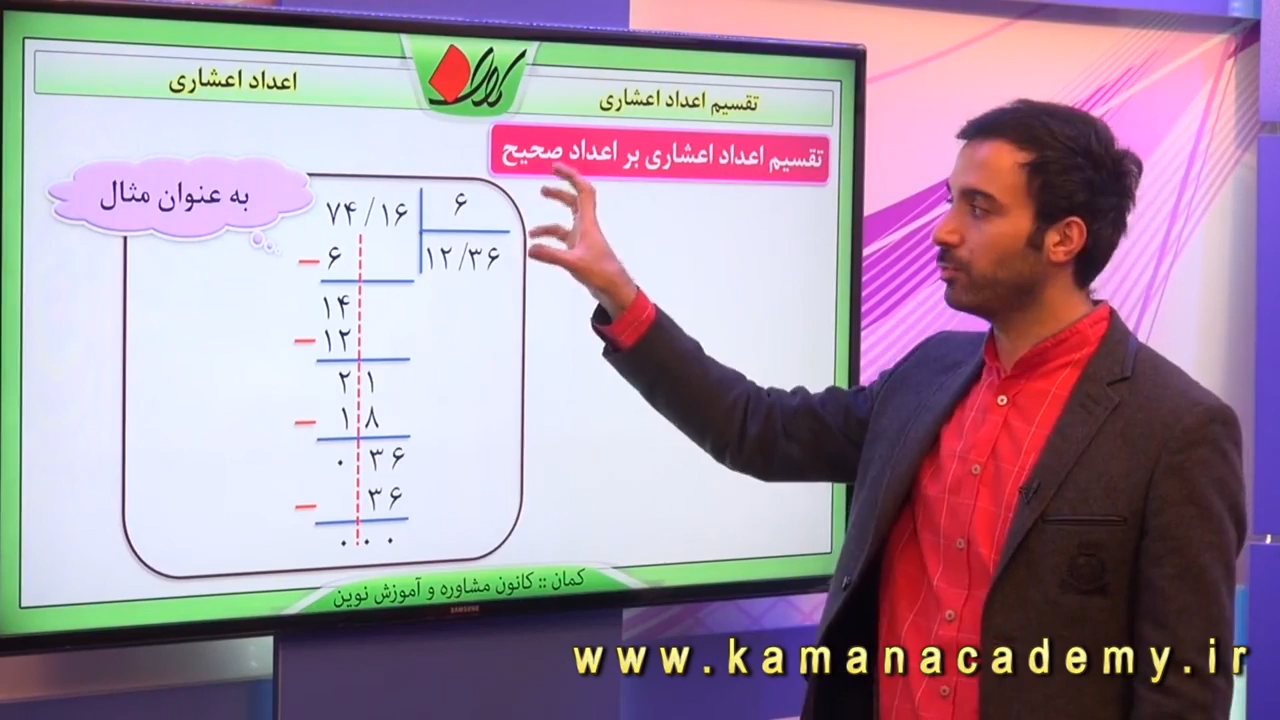 تقسیم اعداد اعشاری
اعداد اعشاری
تقسیم اعداد اعشاری بر اعداد صحیح
به عنوان مثال
۷۴/۱۶ ۶
۱۲/۳۶
− ۶
۱۴
− ۱۲
۲۱
− ۱۸
۰۳۶
− ۳۶
۰۰۰
کمان :: کانون مشاوره و آموزش نوین
SAMSUNG
www.kamanacademy.ir